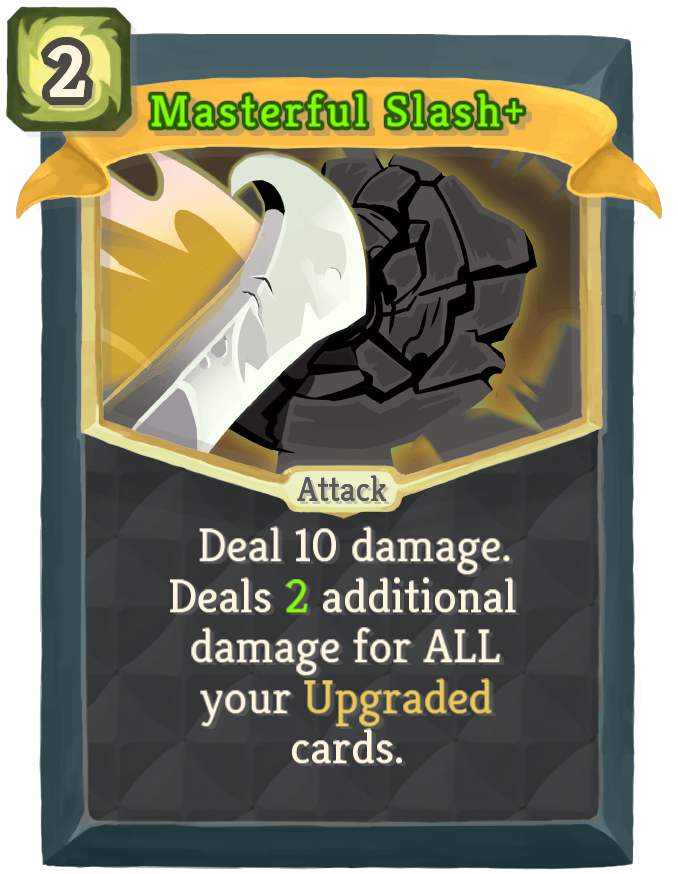 2
Masterful Slash+
Attack
Deal 10 damage.
Deals 2 additional
damage for ALL
your Upgraded
cards.